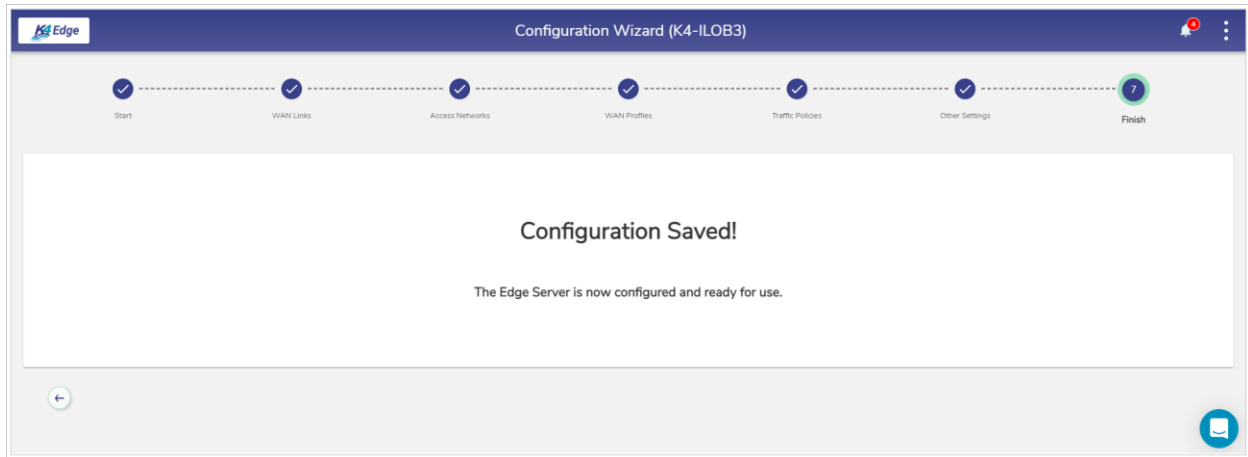 K4 Edge
Configuration Wizard (K4-ILOB3)
4
7
Start
WAN Links
Access Networks
WAN Profiles
Traffic Policies
Other Settings
Finish
Configuration Saved!
The Edge Server is now configured and ready for use.